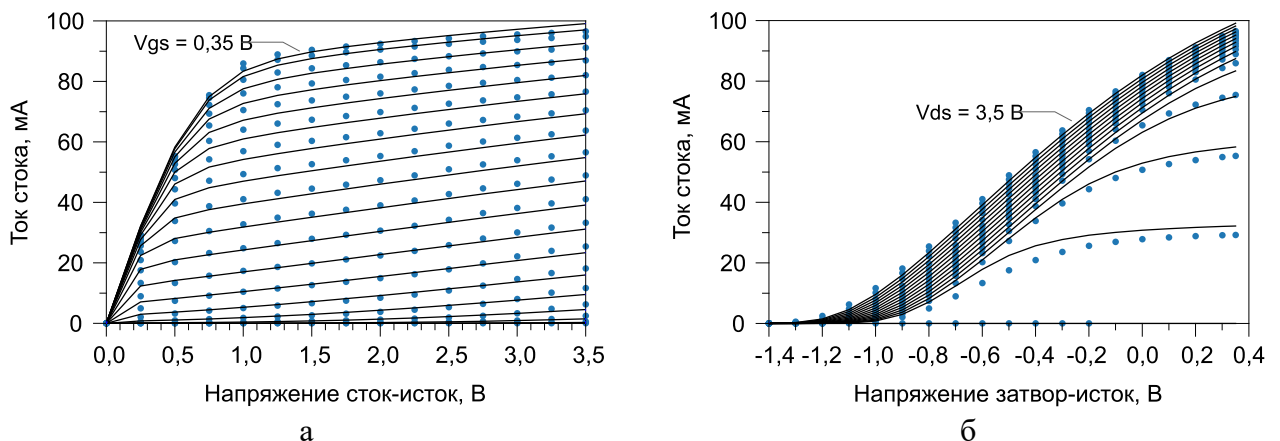 100
80
60
40
20
0
Ток стока, мА
Vgs = 0,35 В
0,0 0,5 1,0 1,5 2,0 2,5 3,0 3,5
Напряжение сток-исток, В
а
100
80
60
40
20
0
Ток стока, мА
Vds = 3,5 В
-1,4 -1,2 -1,0 -0,8 -0,6 -0,4 -0,2 0,0 0,2 0,4
Напряжение затвор-исток, В
б